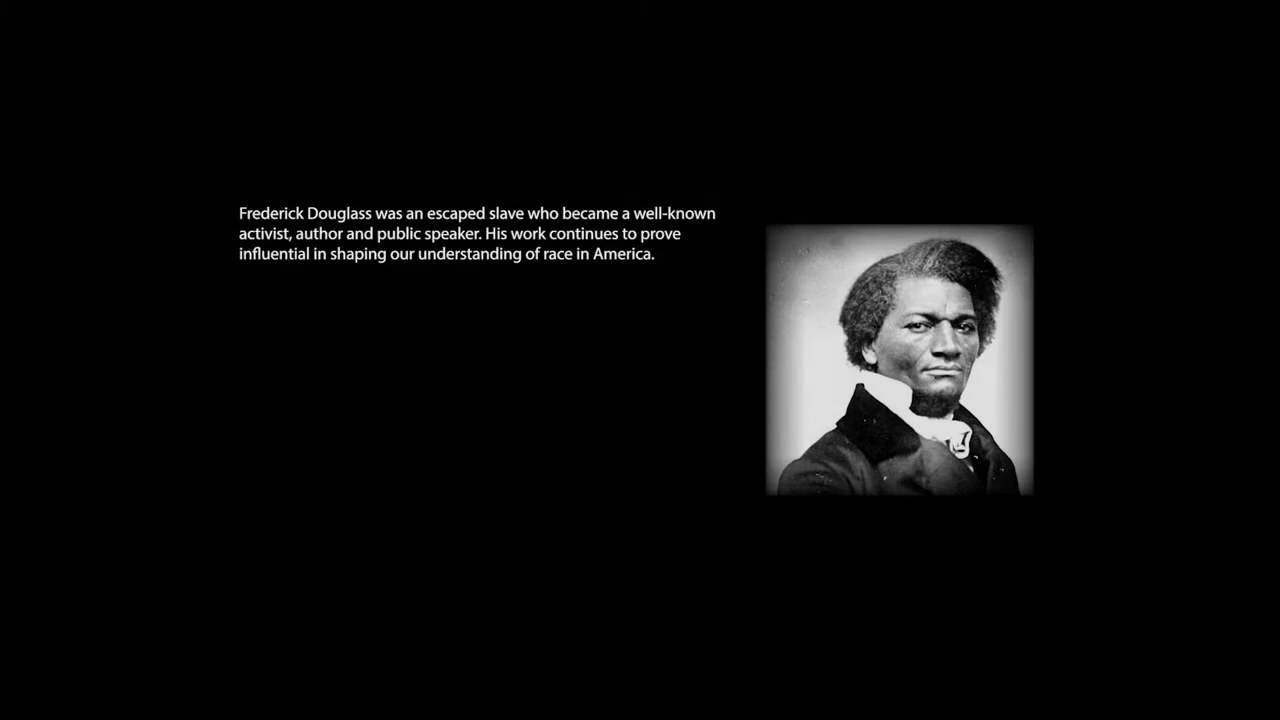 Frederick Douglass was an escaped slave who became a well-known
activist, author and public speaker. His work continues to prove
influential in shaping our understanding of race in America.